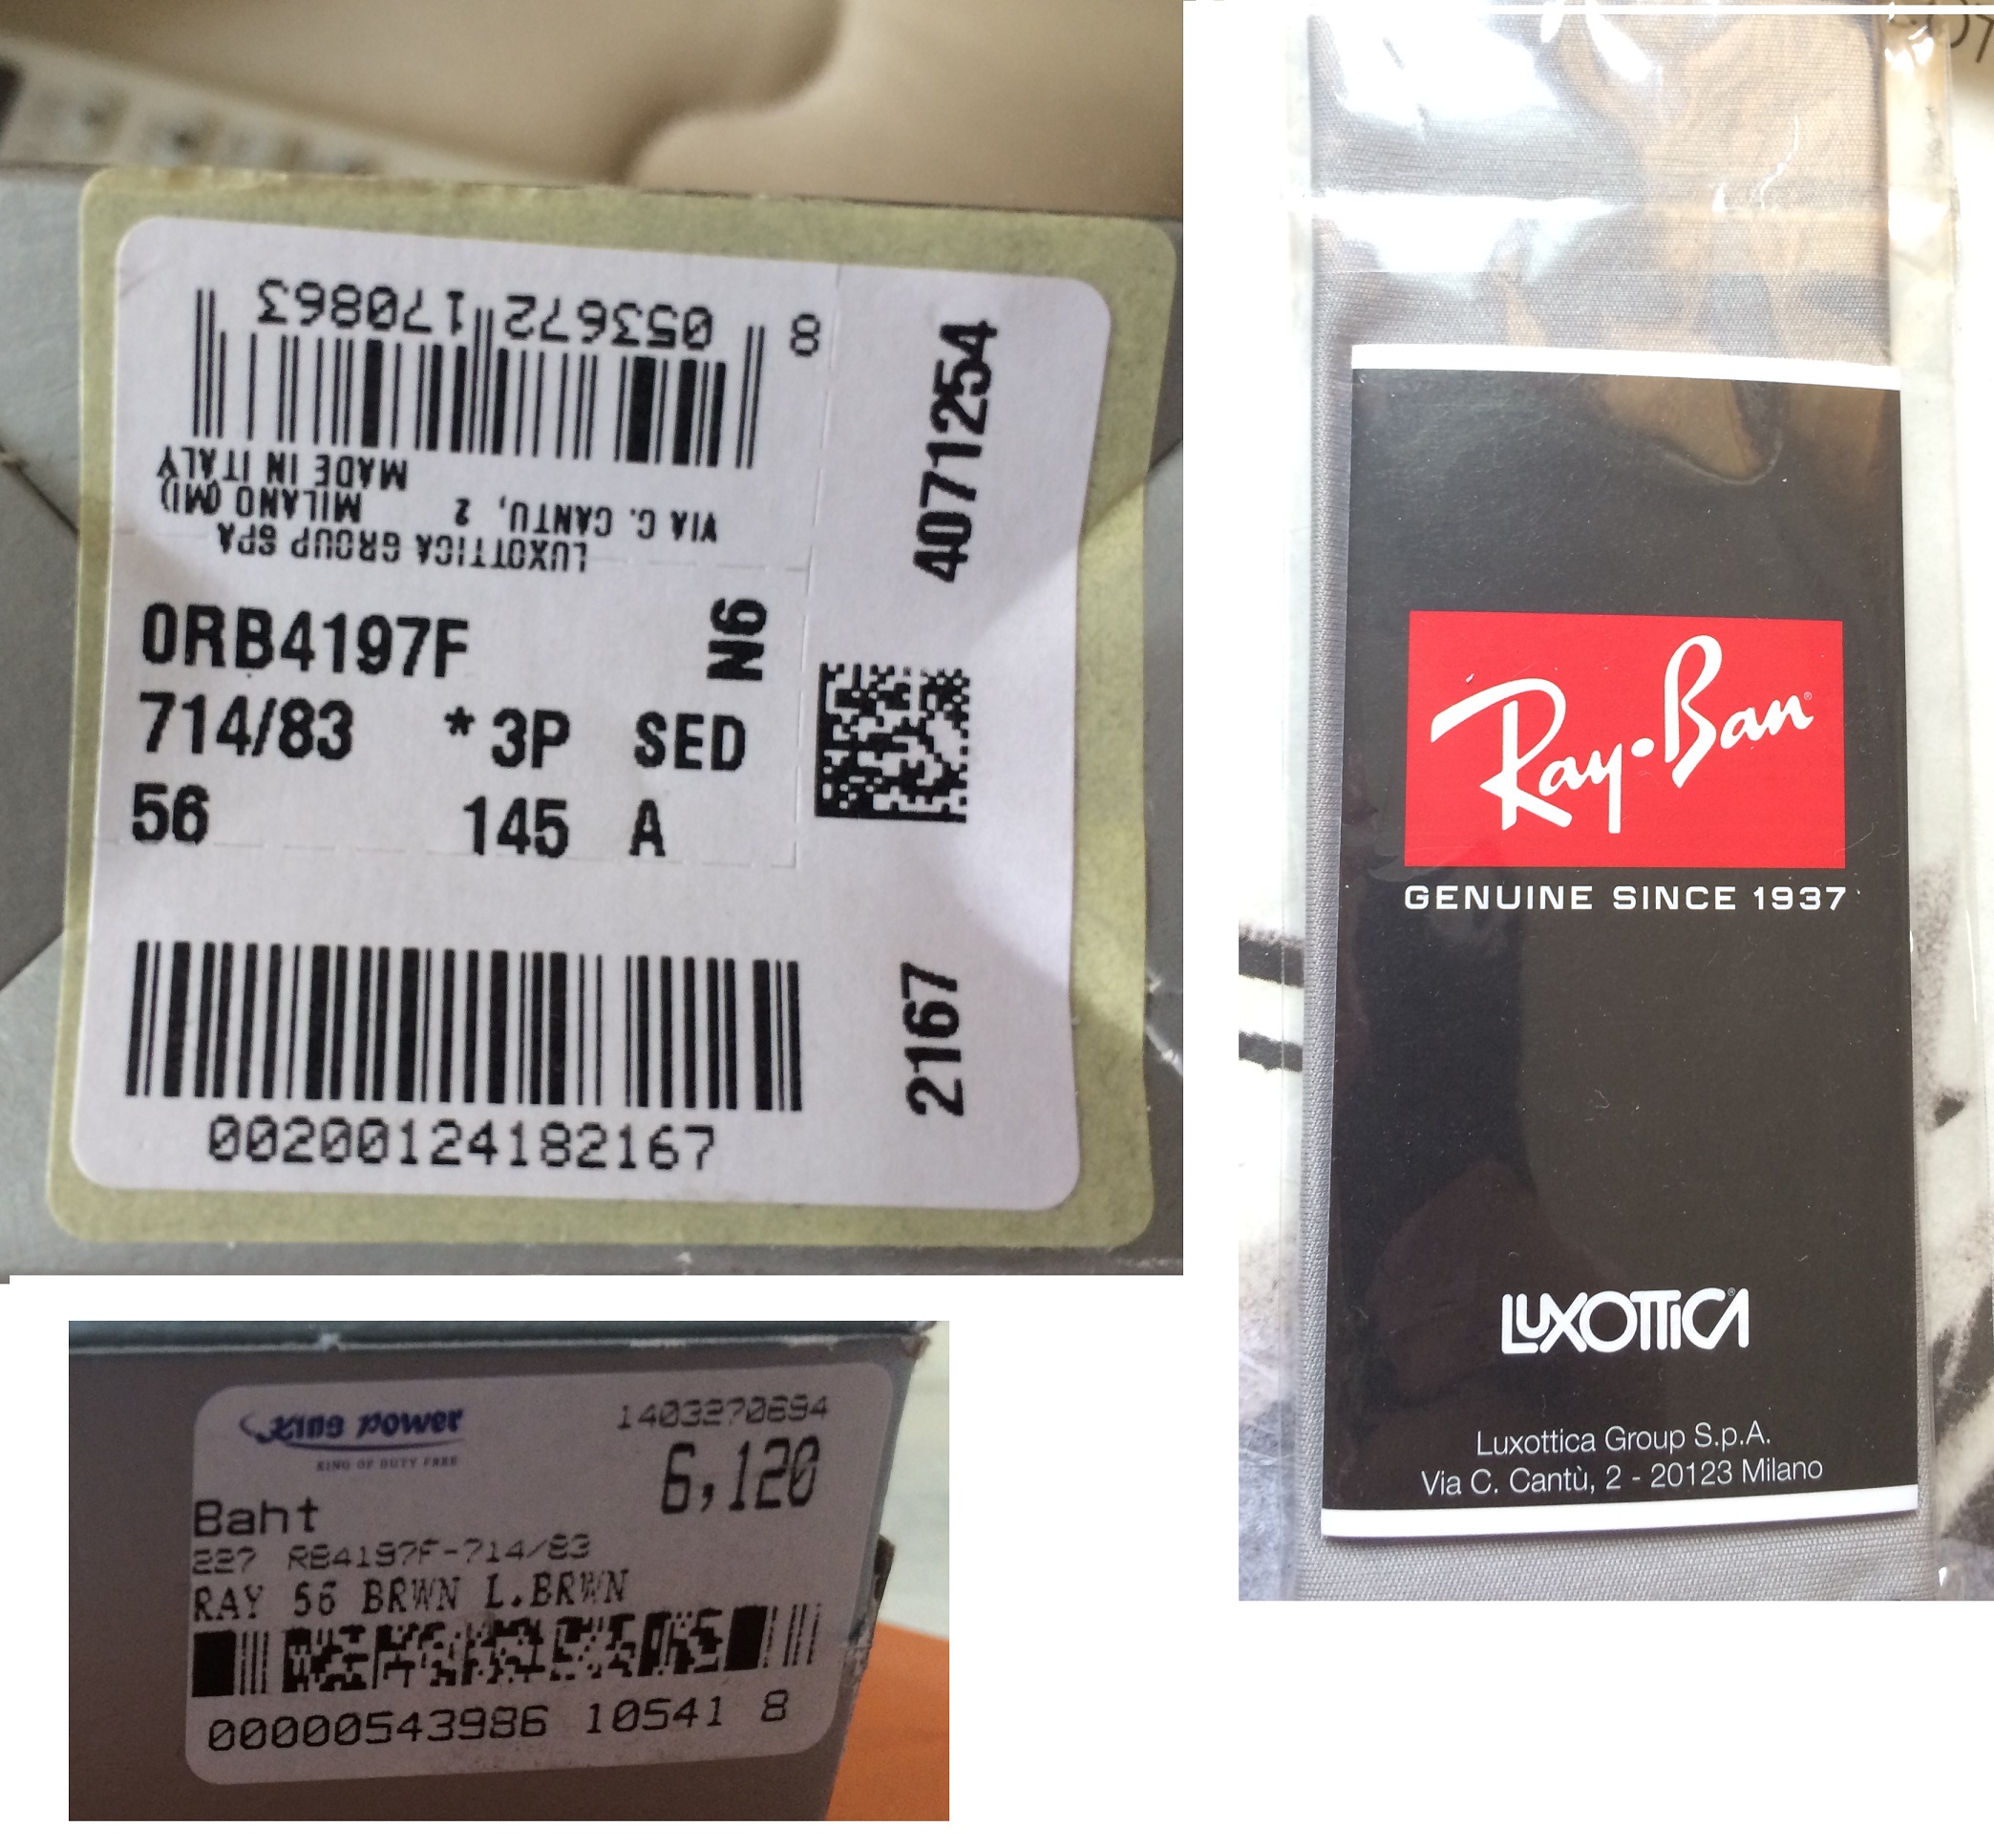 8 053672 170863
LUXOTTICA GROUP SPA
VIA C. CANTU, 2 MILANO (MI)
MADE IN ITALY
4071254
0RB4197F N6
714/83 * 3P SED
56 145 A
2167
00200124182167
Ray-Ban
GENUINE SINCE 1937
LUXOTTICA
Luxottica Group S.p.A.
Via C. Cantù, 2 - 20123 Milano
King Power
KING OF DUTY FREE
1403270694
6,120
Baht
227 RB4197F-714/83
RAY 56 BRWN L.BRWN
00000543986 10541 8